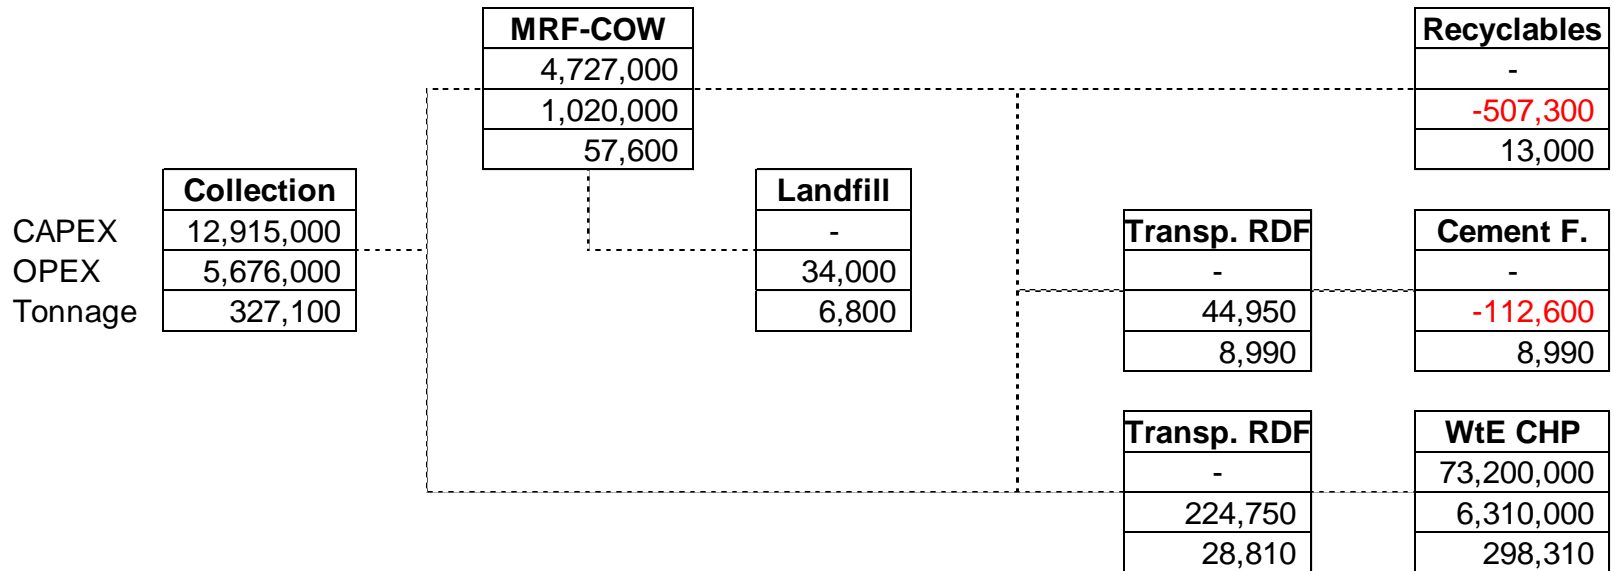 MRF-COW Recyclables
4,727,000 -
1,020,000 -507,300
57,600 13,000
Collection Landfill
CAPEX 12,915,000 - Transp. RDF Cement F.
OPEX 5,676,000 34,000 - -
Tonnage 327,100 6,800 44,950 -112,600
8,990 8,990
Transp. RDF WtE CHP
- 73,200,000
224,750 6,310,000
28,810 298,310